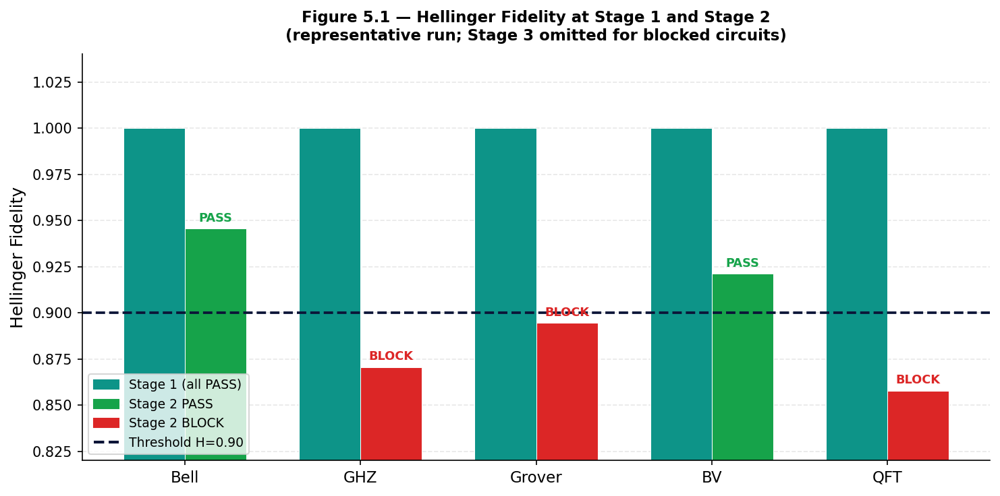 Figure 5.1 — Hellinger Fidelity at Stage 1 and Stage 2
(representative run; Stage 3 omitted for blocked circuits)
Hellinger Fidelity
1.025
1.000
0.975
0.950
0.925
0.900
0.875
0.850
0.825
PASS
BLOCK
BLOCK
PASS
BLOCK
Stage 1 (all PASS)
Stage 2 PASS
Stage 2 BLOCK
Threshold H=0.90
Bell
GHZ
Grover
BV
QFT